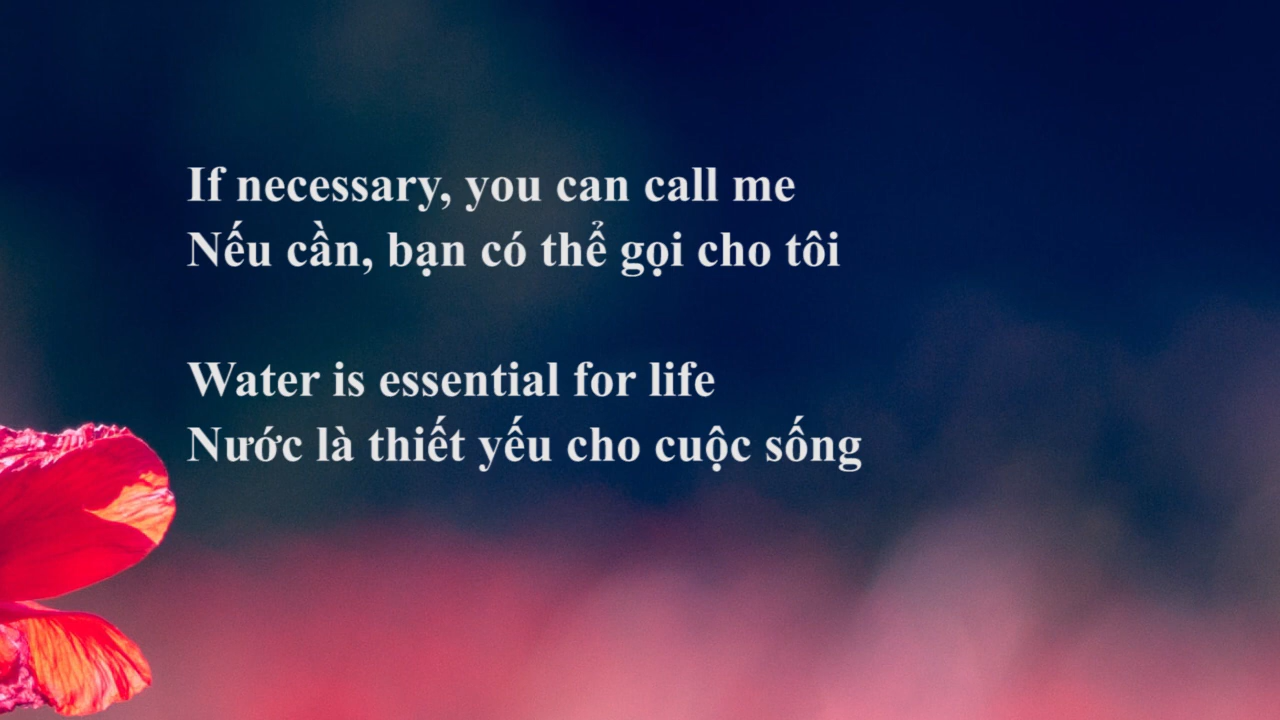 If necessary, you can call me
Nếu cần, bạn có thể gọi cho tôi
Water is essential for life
Nước là thiết yếu cho cuộc sống